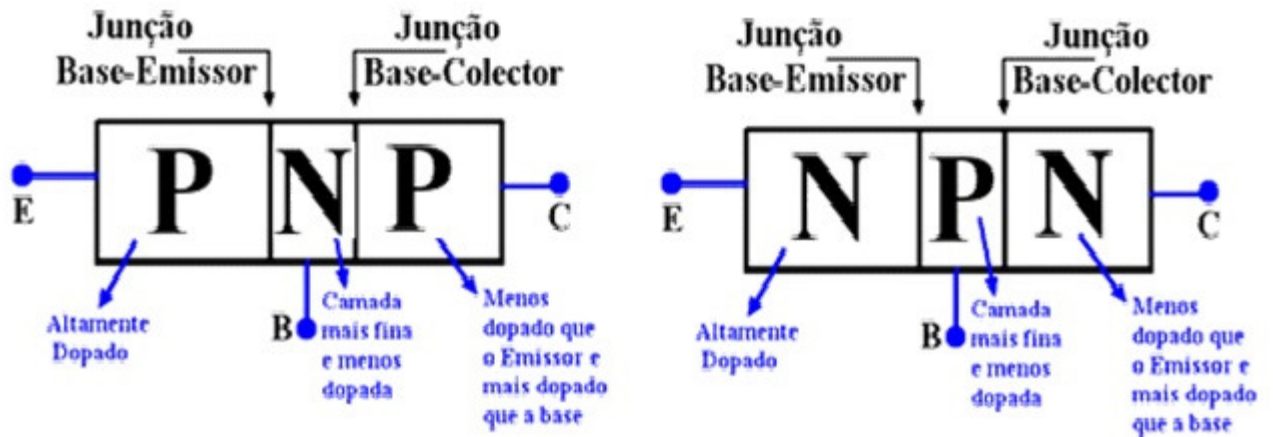 Junção
Base-Emissor
Junção
Base-Colector
P
N
P
E
C
B
Altamente
Dopado
Camada
mais fina
e menos
dopada
Menos
dopado que
o Emissor e
mais dopado
que a base
Junção
Base-Emissor
Junção
Base-Colector
N
P
N
E
C
B
Altamente
Dopado
Camada
mais fina
e menos
dopada
Menos
dopado que
o Emissor e
mais dopado
que a base